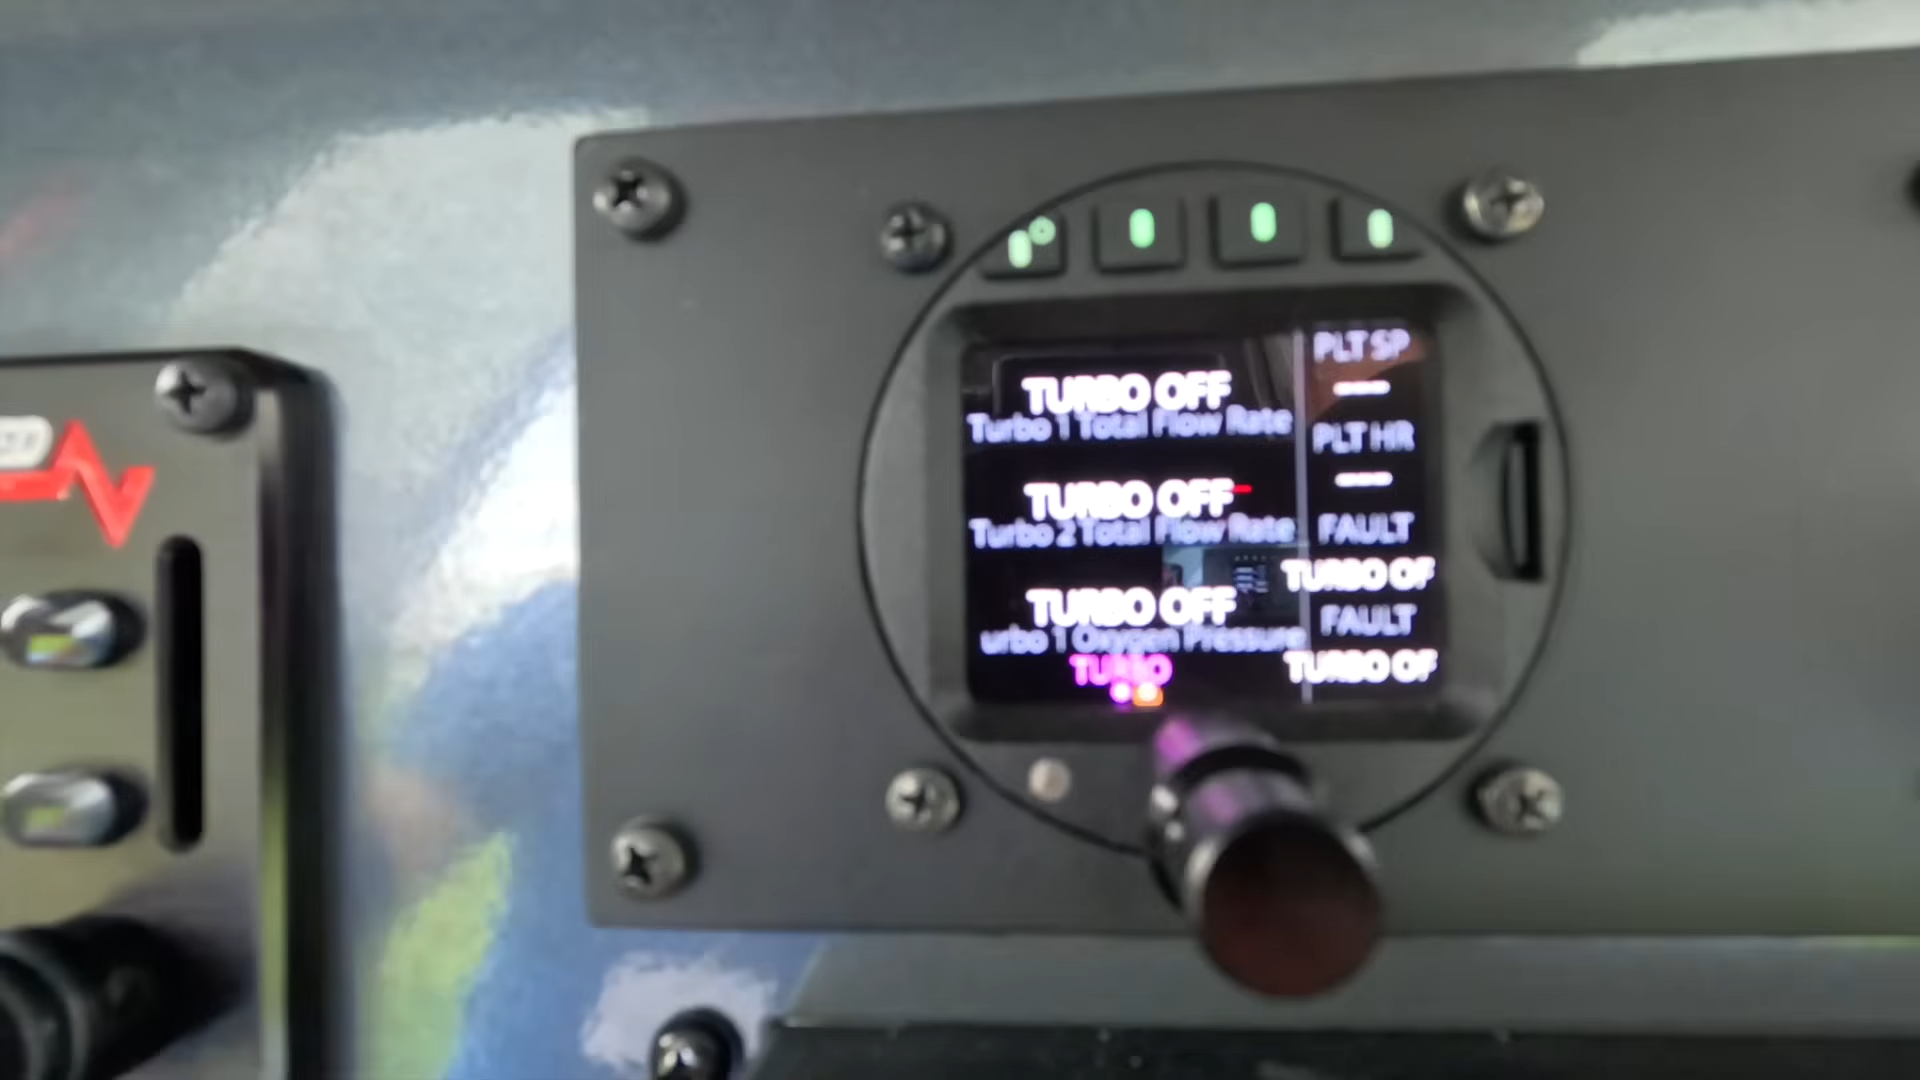 TURBO OFF
Turbo 1 Total Flow Rate
TURBO OFF
Turbo 2 Total Flow Rate
TURBO OFF
urbo 1 Oxygen Pressure
TURBO
PLT SP
---
PLT HR
---
FAULT
TURBO OF
FAULT
TURBO OF